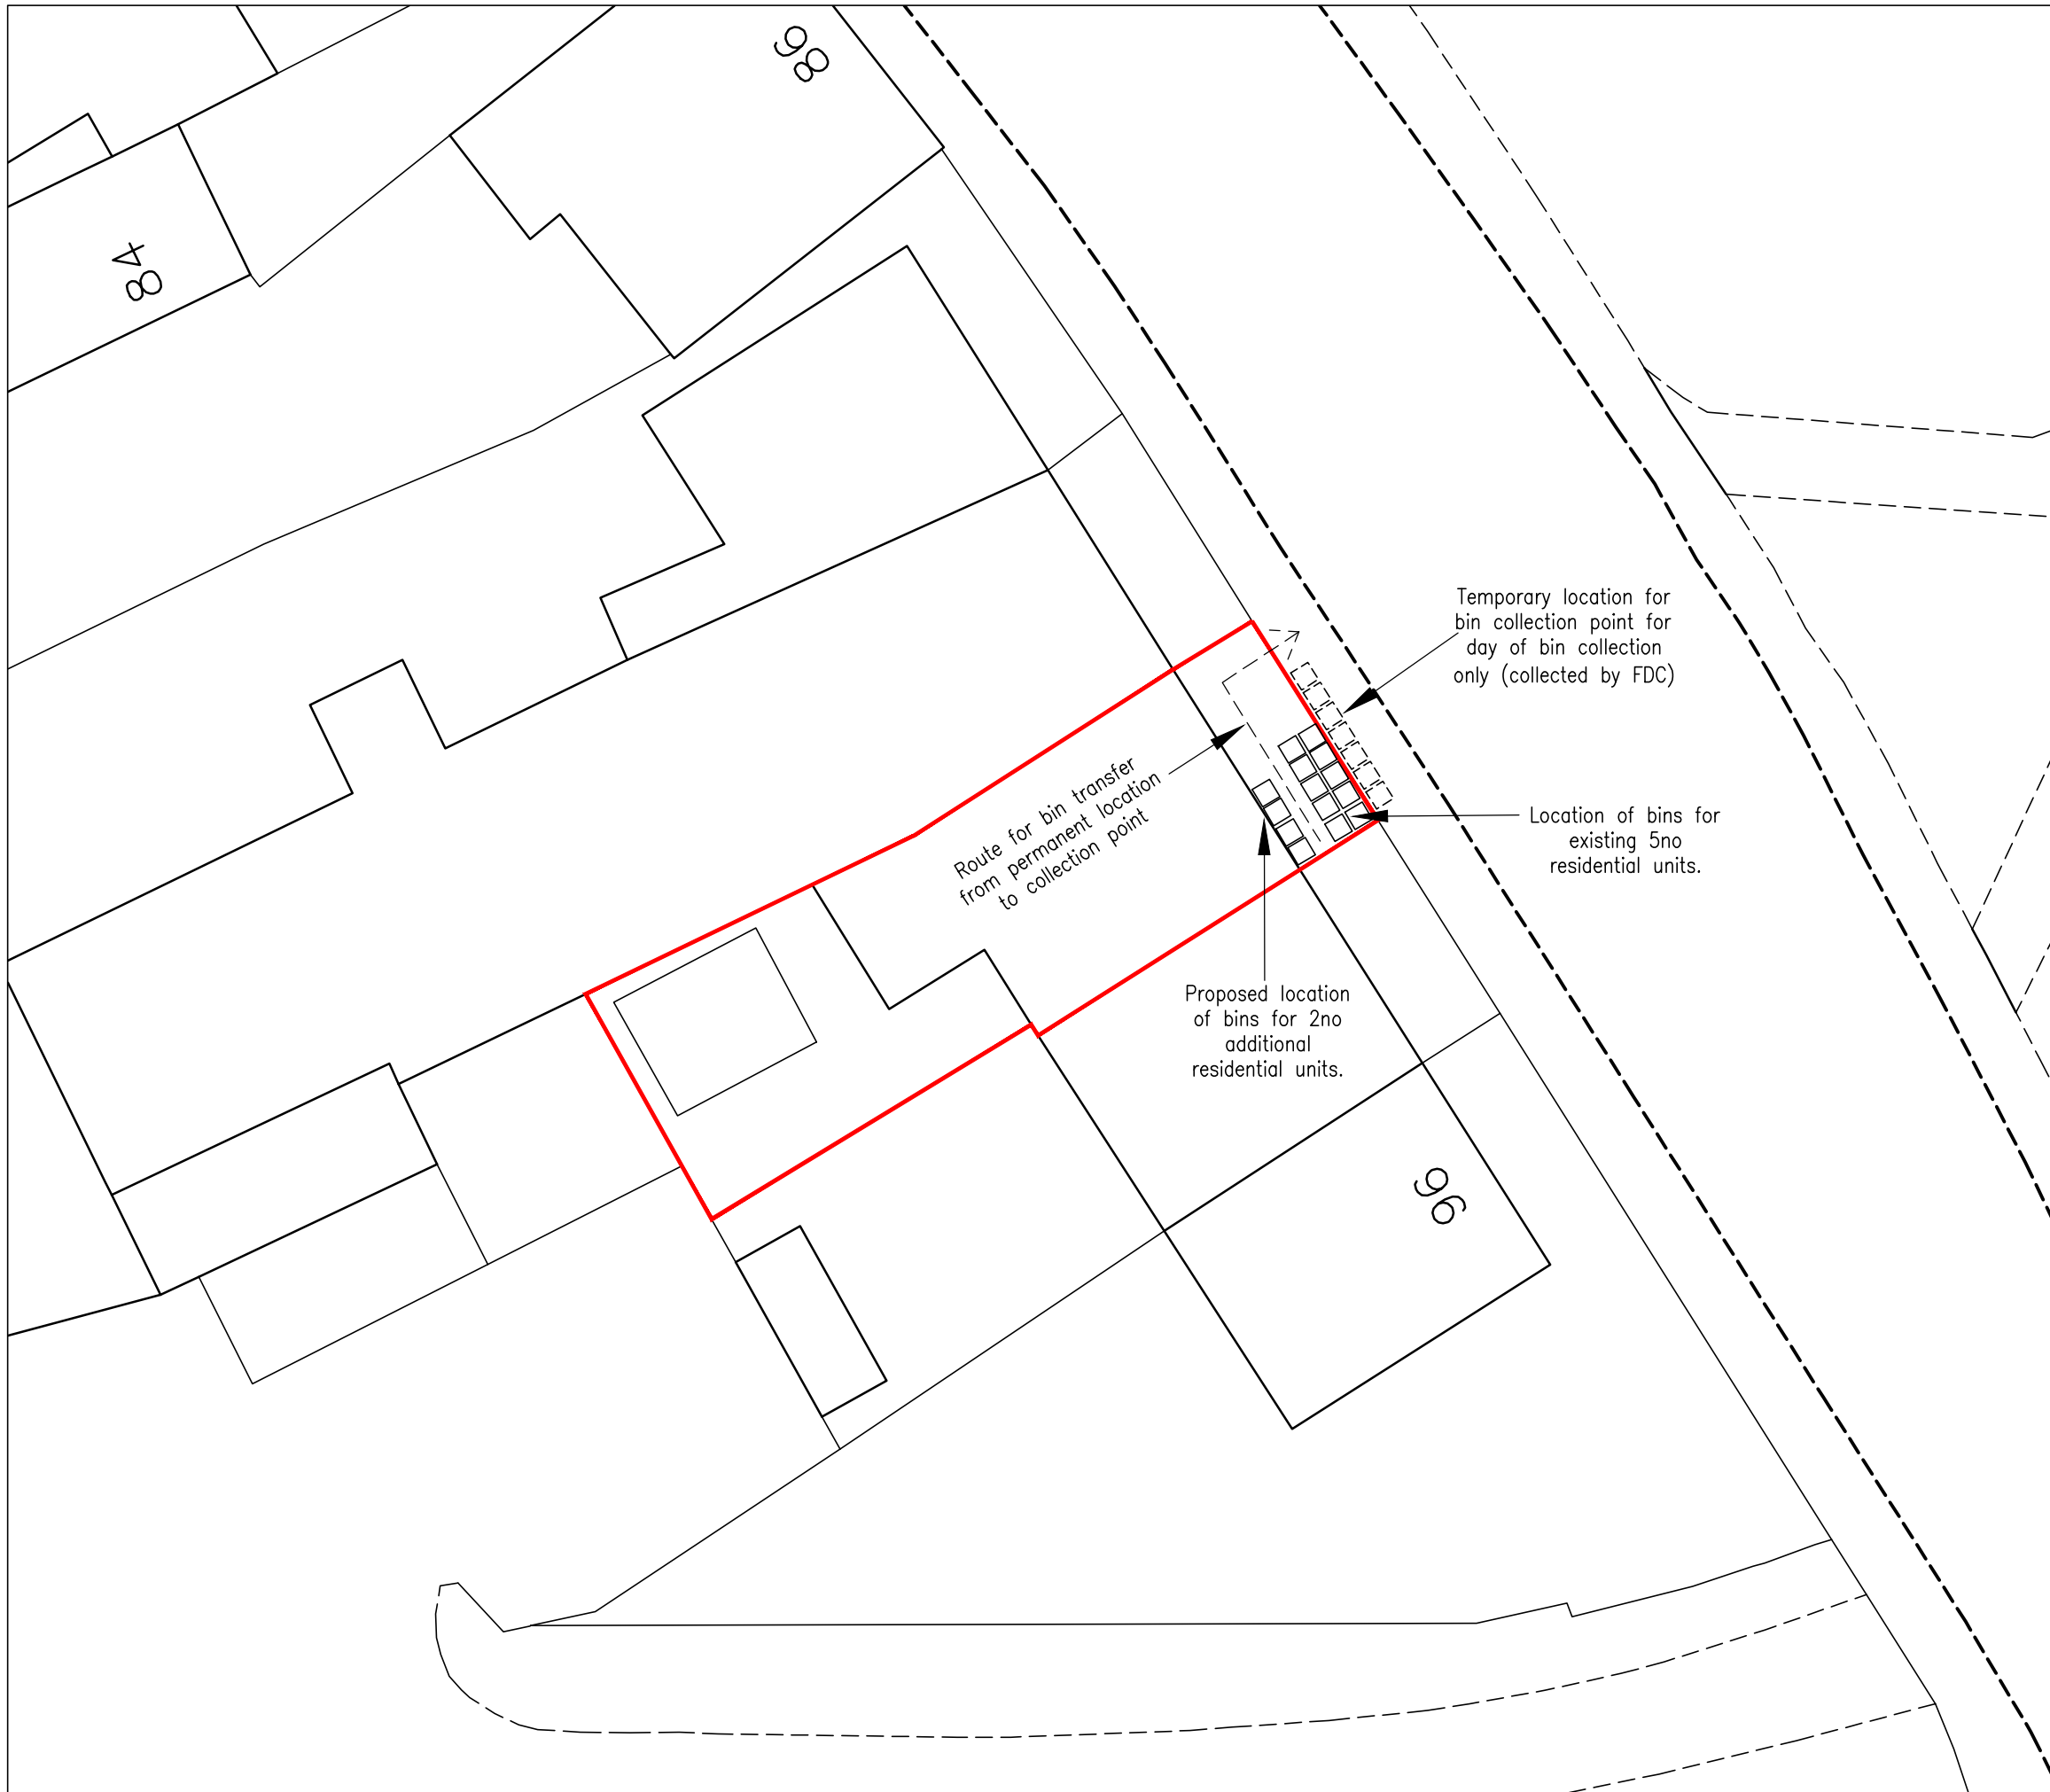 98
84
Temporary location for
bin collection point for
day of bin collection
only (collected by FDC)
Route for bin transfer
from permanent location
to collection point
Location of bins for
existing 5no
residential units.
Proposed location
of bins for 2no
additional
residential units.
96